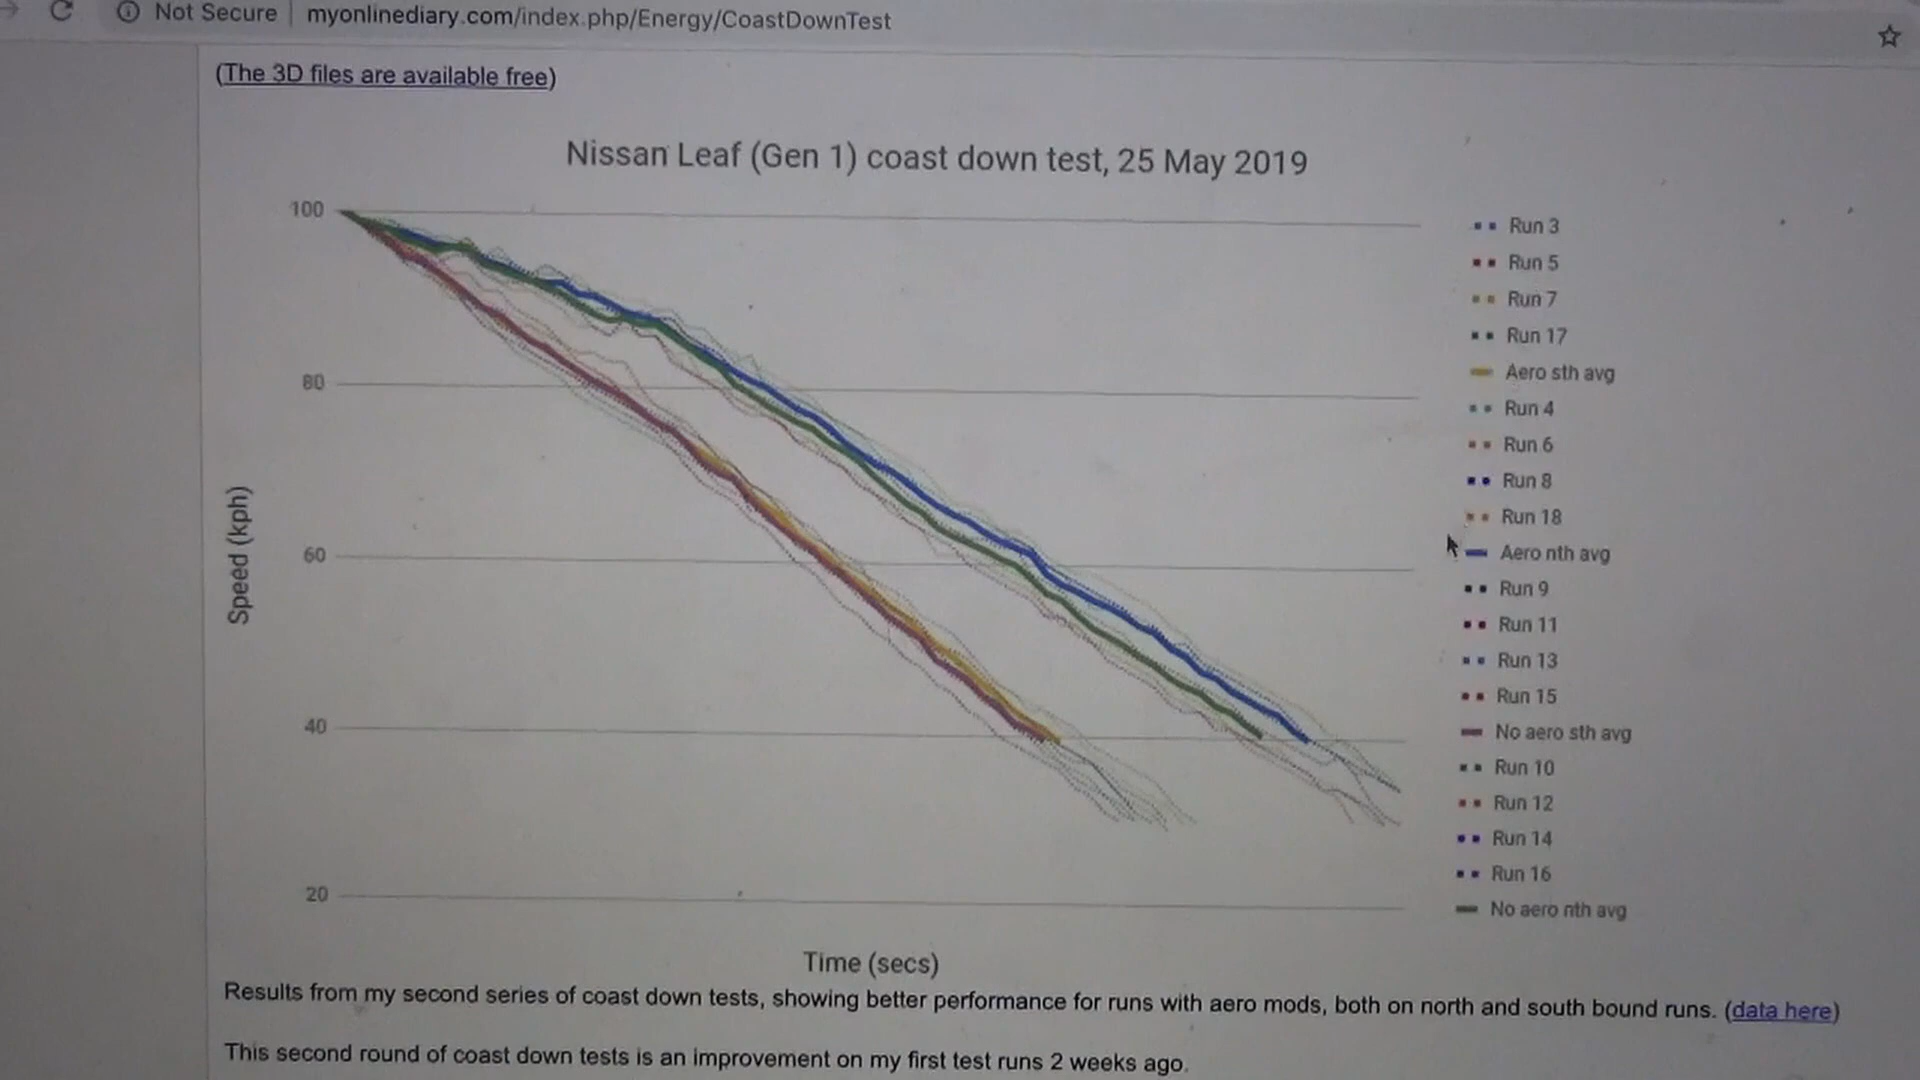 Not Secure | myonlinediary.com/index.php/Energy/CoastDownTest
(The 3D files are available free)
Nissan Leaf (Gen 1) coast down test, 25 May 2019
100
80
60
40
20
Speed (kph)
Time (secs)
Run 3
Run 5
Run 7
Run 17
Aero sth avg
Run 4
Run 6
Run 8
Run 18
Aero nth avg
Run 9
Run 11
Run 13
Run 15
No aero sth avg
Run 10
Run 12
Run 14
Run 16
No aero nth avg
Results from my second series of coast down tests, showing better performance for runs with aero mods, both on north and south bound runs. (data here)
This second round of coast down tests is an improvement on my first test runs 2 weeks ago.